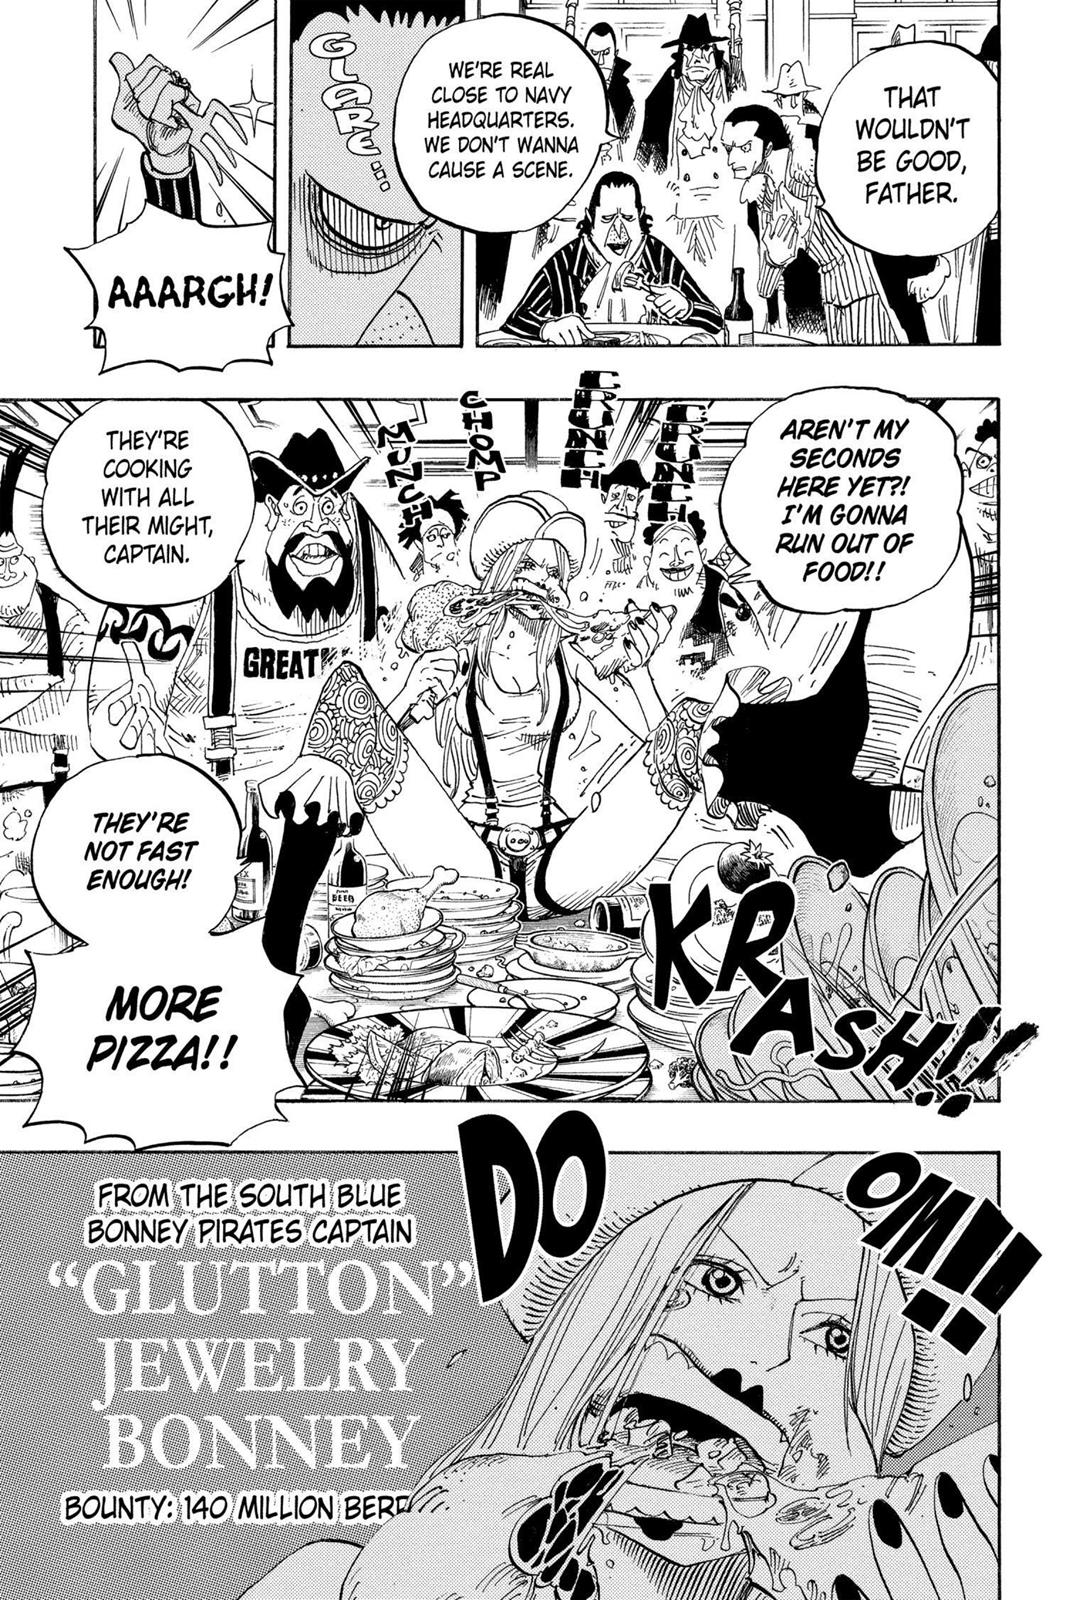 THAT
WOULDN'T
BE GOOD,
FATHER.
WE'RE REAL
CLOSE TO NAVY
HEADQUARTERS.
WE DON'T WANNA
CAUSE A SCENE.
GLARE...
AAARGH!
AREN'T MY
SECONDS
HERE YET?!
I'M GONNA
RUN OUT OF
FOOD!!
CRUNCH
CRUNCH
CHOMP
MUNCH
THEY'RE
COOKING
WITH ALL
THEIR MIGHT,
CAPTAIN.
GREAT
BEER
THEY'RE
NOT FAST
ENOUGH!
MORE
PIZZA!!
KRASH!!
DOOM!!
FROM THE SOUTH BLUE
BONNEY PIRATES CAPTAIN
"GLUTTON"
JEWELRY
BONNEY
BOUNTY: 140 MILLION BERR